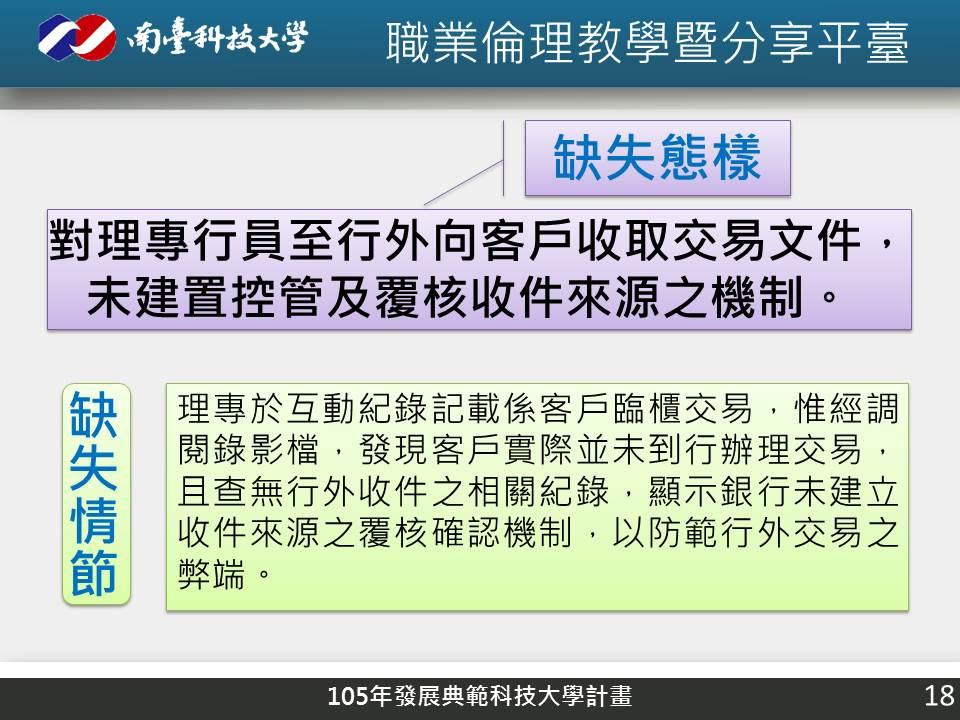 南臺科技大學
職業倫理教學暨分享平臺
缺失態樣
對理專行員至行外向客戶收取交易文件，
未建置控管及覆核收件來源之機制。
缺失情節
理專於互動紀錄記載係客戶臨櫃交易，惟經調
閱錄影檔，發現客戶實際並未到行辦理交易，
且查無行外收件之相關紀錄，顯示銀行未建立
收件來源之覆核確認機制，以防範行外交易之
弊端。
105年發展典範科技大學計畫
18